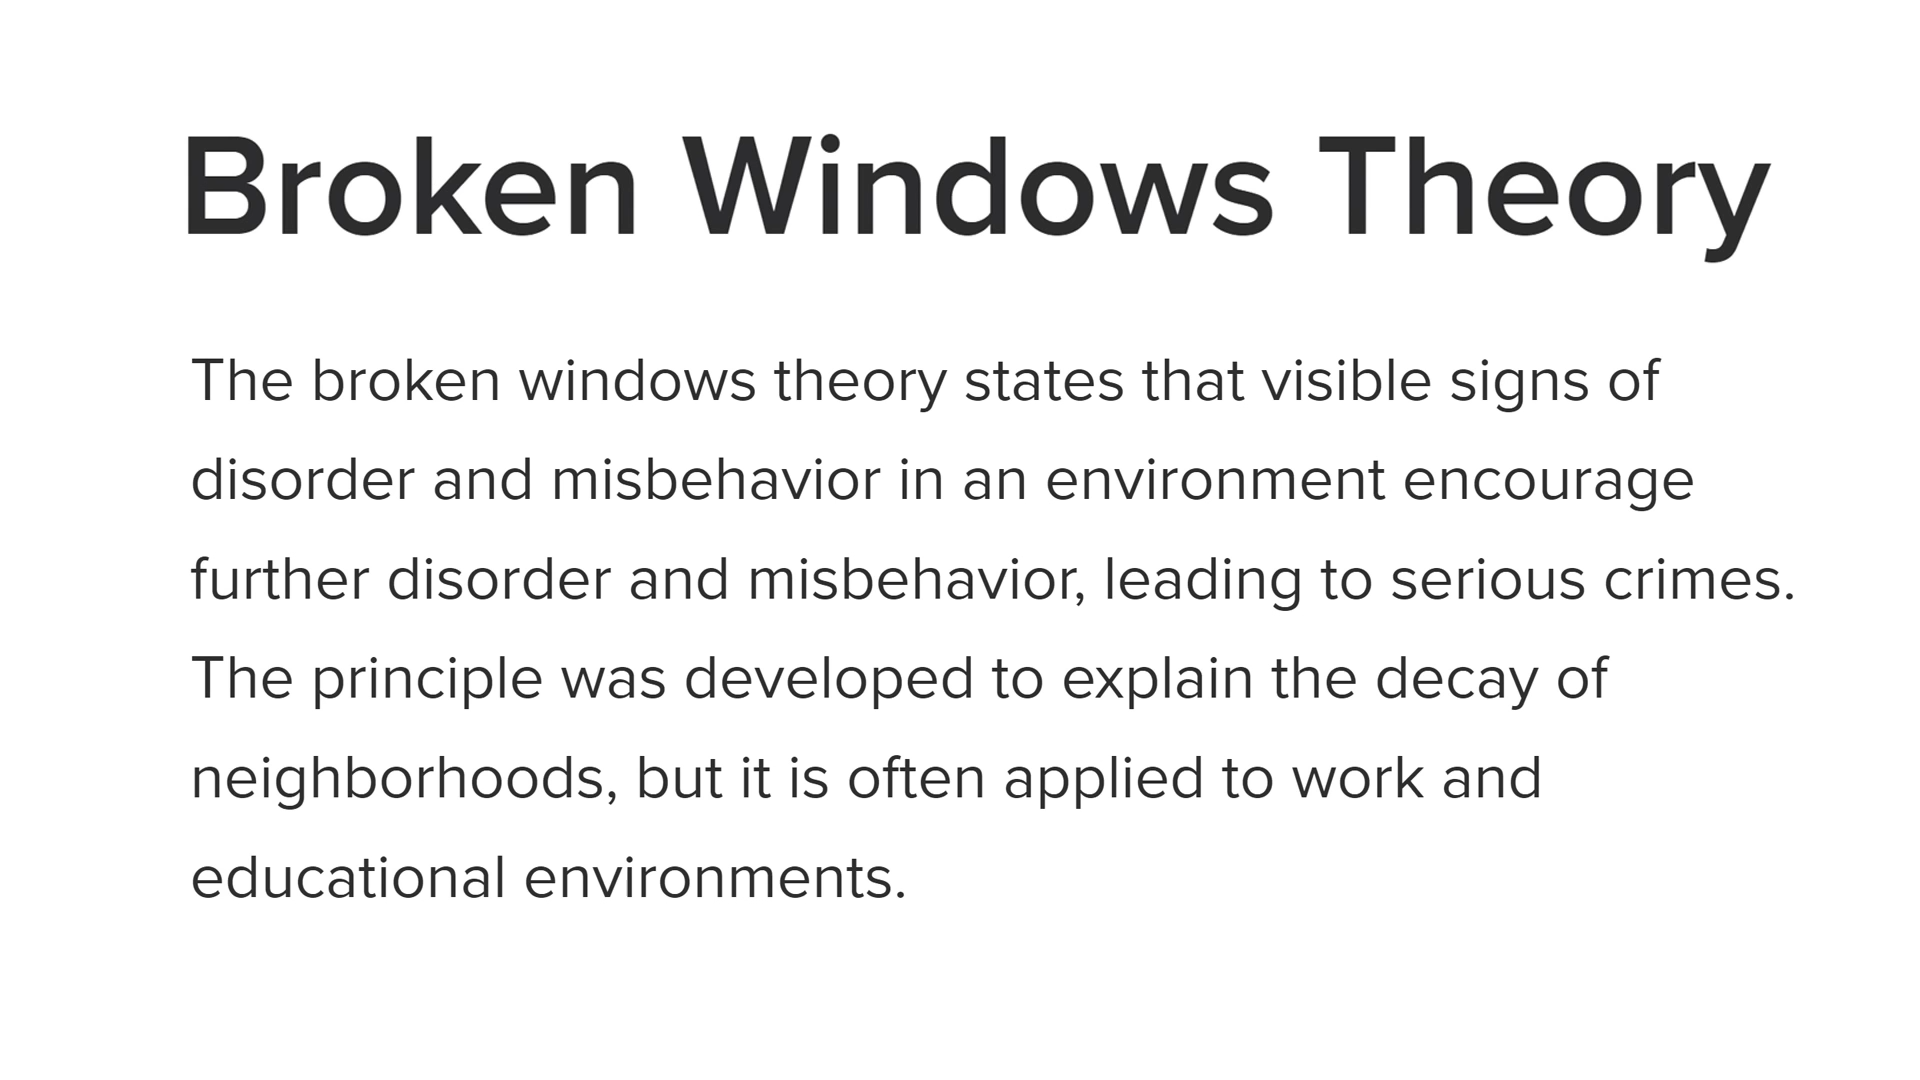 Broken Windows Theory
The broken windows theory states that visible signs of
disorder and misbehavior in an environment encourage
further disorder and misbehavior, leading to serious crimes.
The principle was developed to explain the decay of
neighborhoods, but it is often applied to work and
educational environments.